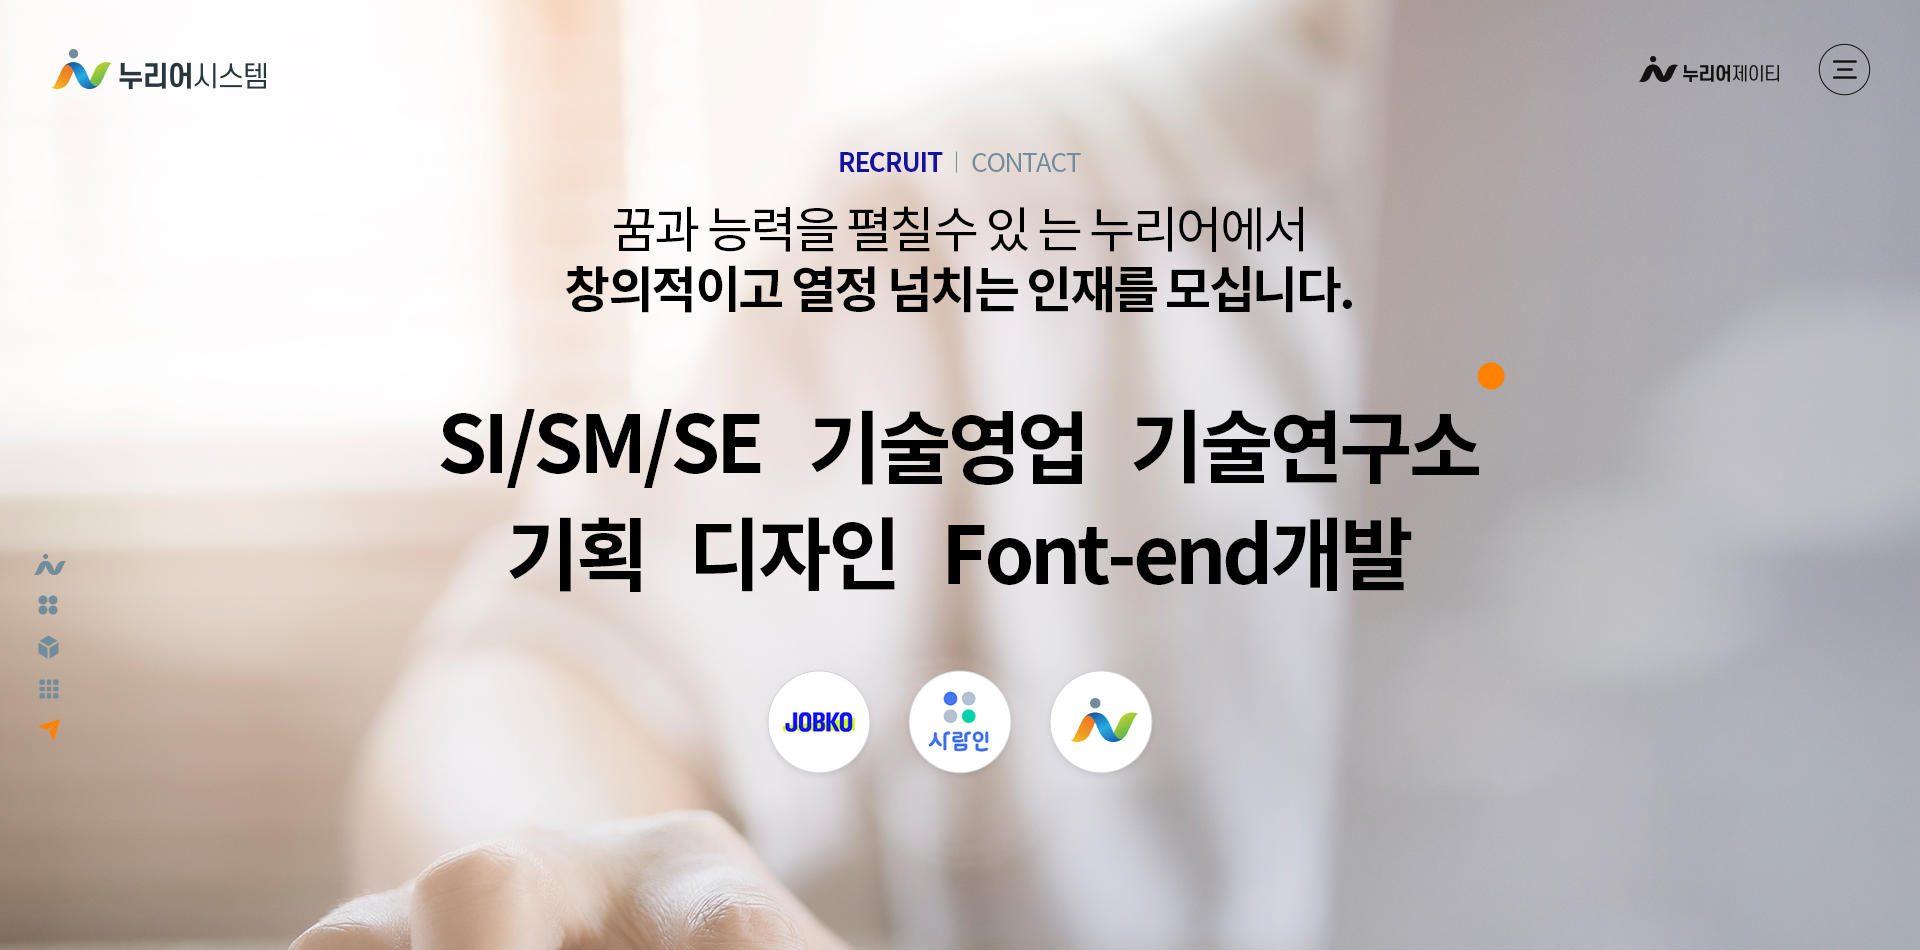 누리어시스템
누리어제이티
RECRUIT | CONTACT
꿈과 능력을 펼칠수 있 는 누리어에서
창의적이고 열정 넘치는 인재를 모십니다.
SI/SM/SE 기술영업 기술연구소
기획 디자인 Font-end개발
JOBKO
사람인